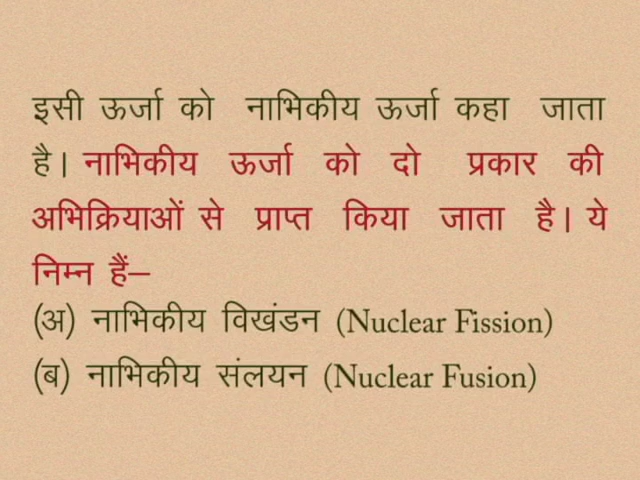 इसी ऊर्जा को नाभिकीय ऊर्जा कहा जाता
है। नाभिकीय ऊर्जा को दो प्रकार की
अभिक्रियाओं से प्राप्त किया जाता है। ये
निम्न हैं—
(अ) नाभिकीय विखंडन (Nuclear Fission)
(ब) नाभिकीय संलयन (Nuclear Fusion)